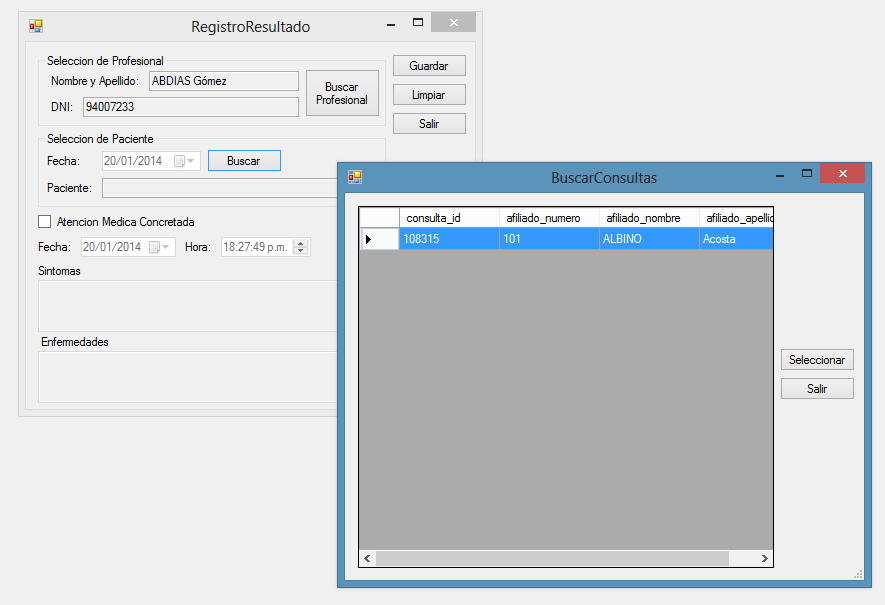 RegistroResultado
Seleccion de Profesional
Nombre y Apellido: ABDIAS Gómez
DNI: 94007233
Buscar
Profesional
Guardar
Limpiar
Salir
Seleccion de Paciente
Fecha: 20/01/2014 Buscar
Paciente:
Atencion Medica Concretada
Fecha: 20/01/2014 Hora: 18:27:49 p.m.
Sintomas
Enfermedades
BuscarConsultas
consulta_id afiliado_numero afiliado_nombre afiliado_apellic
108315 101 ALBINO Acosta
Seleccionar
Salir